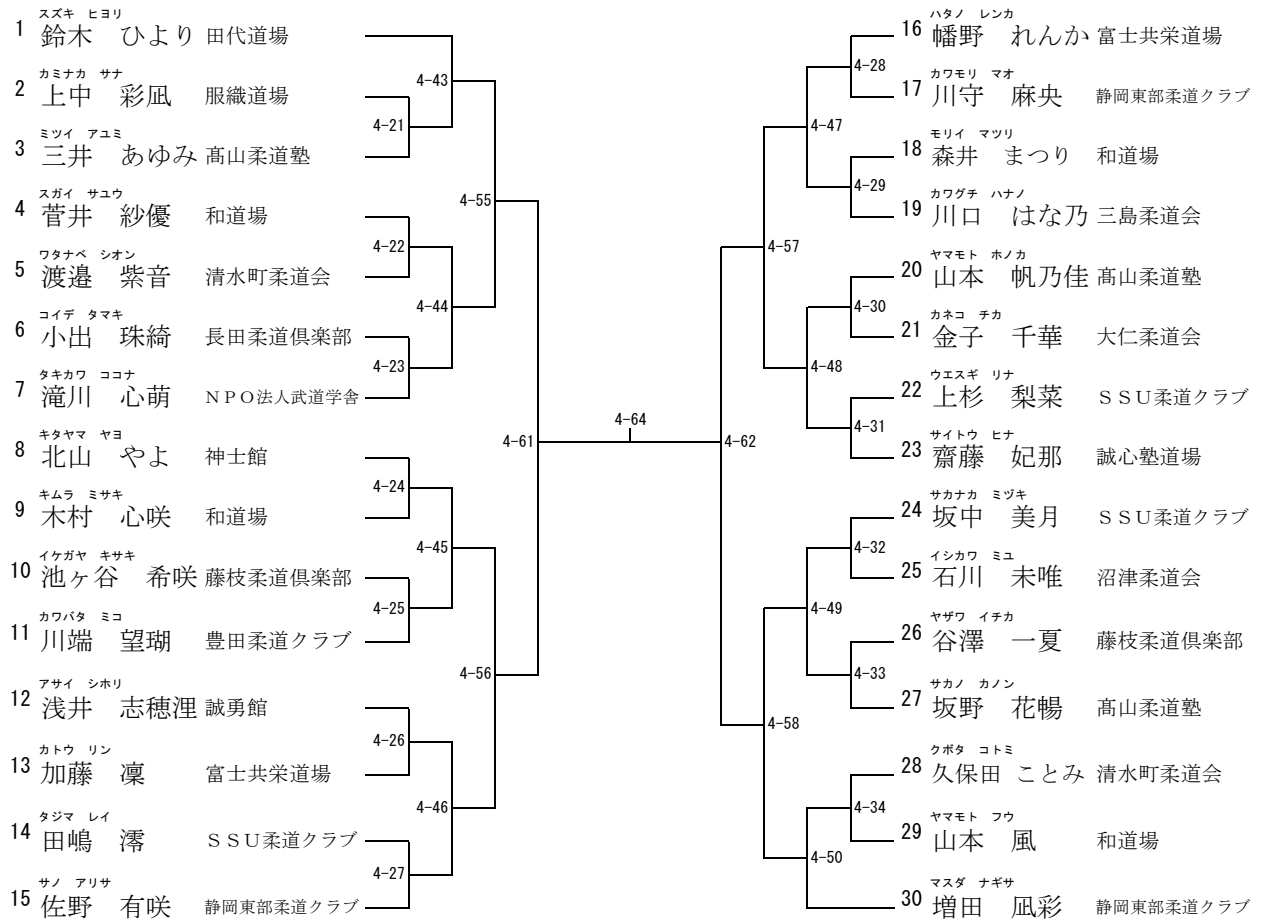 スズキ ヒヨリ
1 鈴木 ひより 田代道場
カミナカ サナ
2 上中 彩凪 服織道場
ミツイ アユミ
3 三井 あゆみ 髙山柔道塾
スガイ サユウ
4 菅井 紗優 和道場
ワタナベ シオン
5 渡邉 紫音 清水町柔道会
コイデ タマキ
6 小出 珠綺 長田柔道倶楽部
タキカワ ココナ
7 滝川 心萌 ＮＰＯ法人武道学舎
キタヤマ ヤヨ
8 北山 やよ 神士館
キムラ ミサキ
9 木村 心咲 和道場
イケガヤ キサキ
10 池ヶ谷 希咲 藤枝柔道倶楽部
カワバタ ミコ
11 川端 望瑚 豊田柔道クラブ
アサイ シホリ
12 浅井 志穂浬 誠勇館
カトウ リン
13 加藤 凜 富士共栄道場
タジマ レイ
14 田嶋 澪 ＳＳＵ柔道クラブ
サノ アリサ
15 佐野 有咲 静岡東部柔道クラブ
4-21
4-22
4-23
4-24
4-25
4-26
4-27
4-43
4-44
4-45
4-46
4-55
4-56
4-61
4-64
4-62
4-57
4-58
4-47
4-48
4-49
4-50
4-28
4-29
4-30
4-31
4-32
4-33
4-34
ハタノ レンカ
16 幡野 れんか 富士共栄道場
カワモリ マオ
17 川守 麻央 静岡東部柔道クラブ
モリイ マツリ
18 森井 まつり 和道場
カワグチ ハナノ
19 川口 はな乃 三島柔道会
ヤマモト ホノカ
20 山本 帆乃佳 髙山柔道塾
カネコ チカ
21 金子 千華 大仁柔道会
ウエスギ リナ
22 上杉 梨菜 ＳＳＵ柔道クラブ
サイトウ ヒナ
23 齋藤 妃那 誠心塾道場
サカナカ ミヅキ
24 坂中 美月 ＳＳＵ柔道クラブ
イシカワ ミユ
25 石川 未唯 沼津柔道会
ヤザワ イチカ
26 谷澤 一夏 藤枝柔道倶楽部
サカノ カノン
27 坂野 花暢 髙山柔道塾
クボタ コトミ
28 久保田 ことみ 清水町柔道会
ヤマモト フウ
29 山本 風 和道場
マスダ ナギサ
30 増田 凪彩 静岡東部柔道クラブ